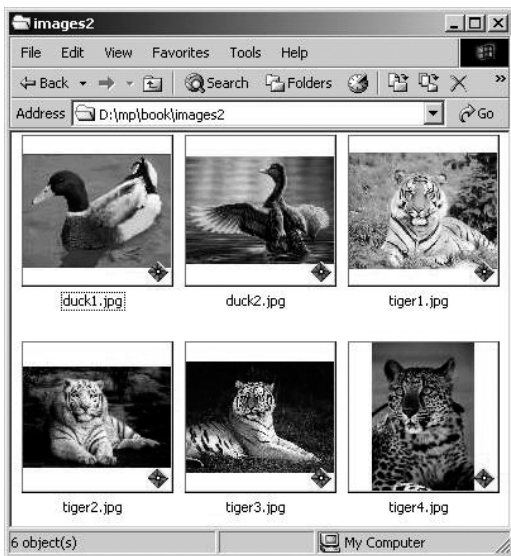 images2
File Edit View Favorites Tools Help
Back Search Folders »
Address D:\mp\book\images2 Go
duck1.jpg duck2.jpg tiger1.jpg
tiger2.jpg tiger3.jpg tiger4.jpg
6 object(s) My Computer